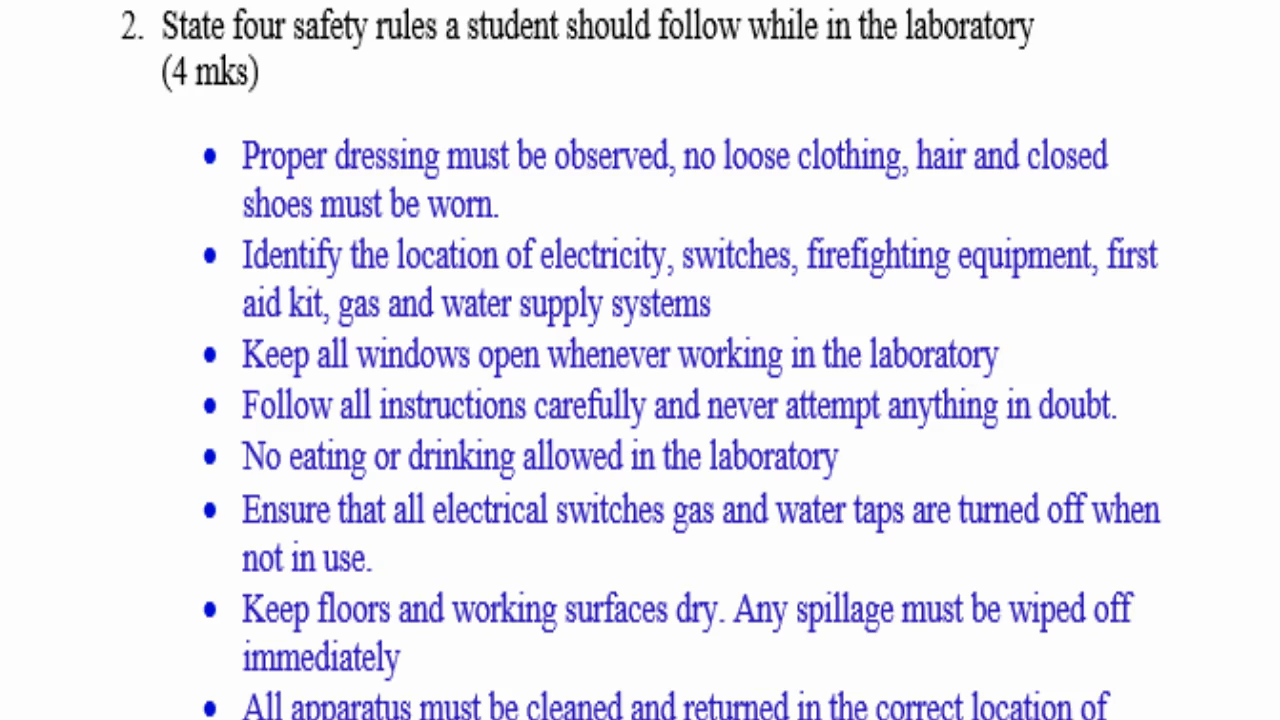 2. State four safety rules a student should follow while in the laboratory
(4 mks)
• Proper dressing must be observed, no loose clothing, hair and closed
shoes must be worn.
• Identify the location of electricity, switches, firefighting equipment, first
aid kit, gas and water supply systems
• Keep all windows open whenever working in the laboratory
• Follow all instructions carefully and never attempt anything in doubt.
• No eating or drinking allowed in the laboratory
• Ensure that all electrical switches gas and water taps are turned off when
not in use.
• Keep floors and working surfaces dry. Any spillage must be wiped off
immediately
• All apparatus must be cleaned and returned in the correct location of